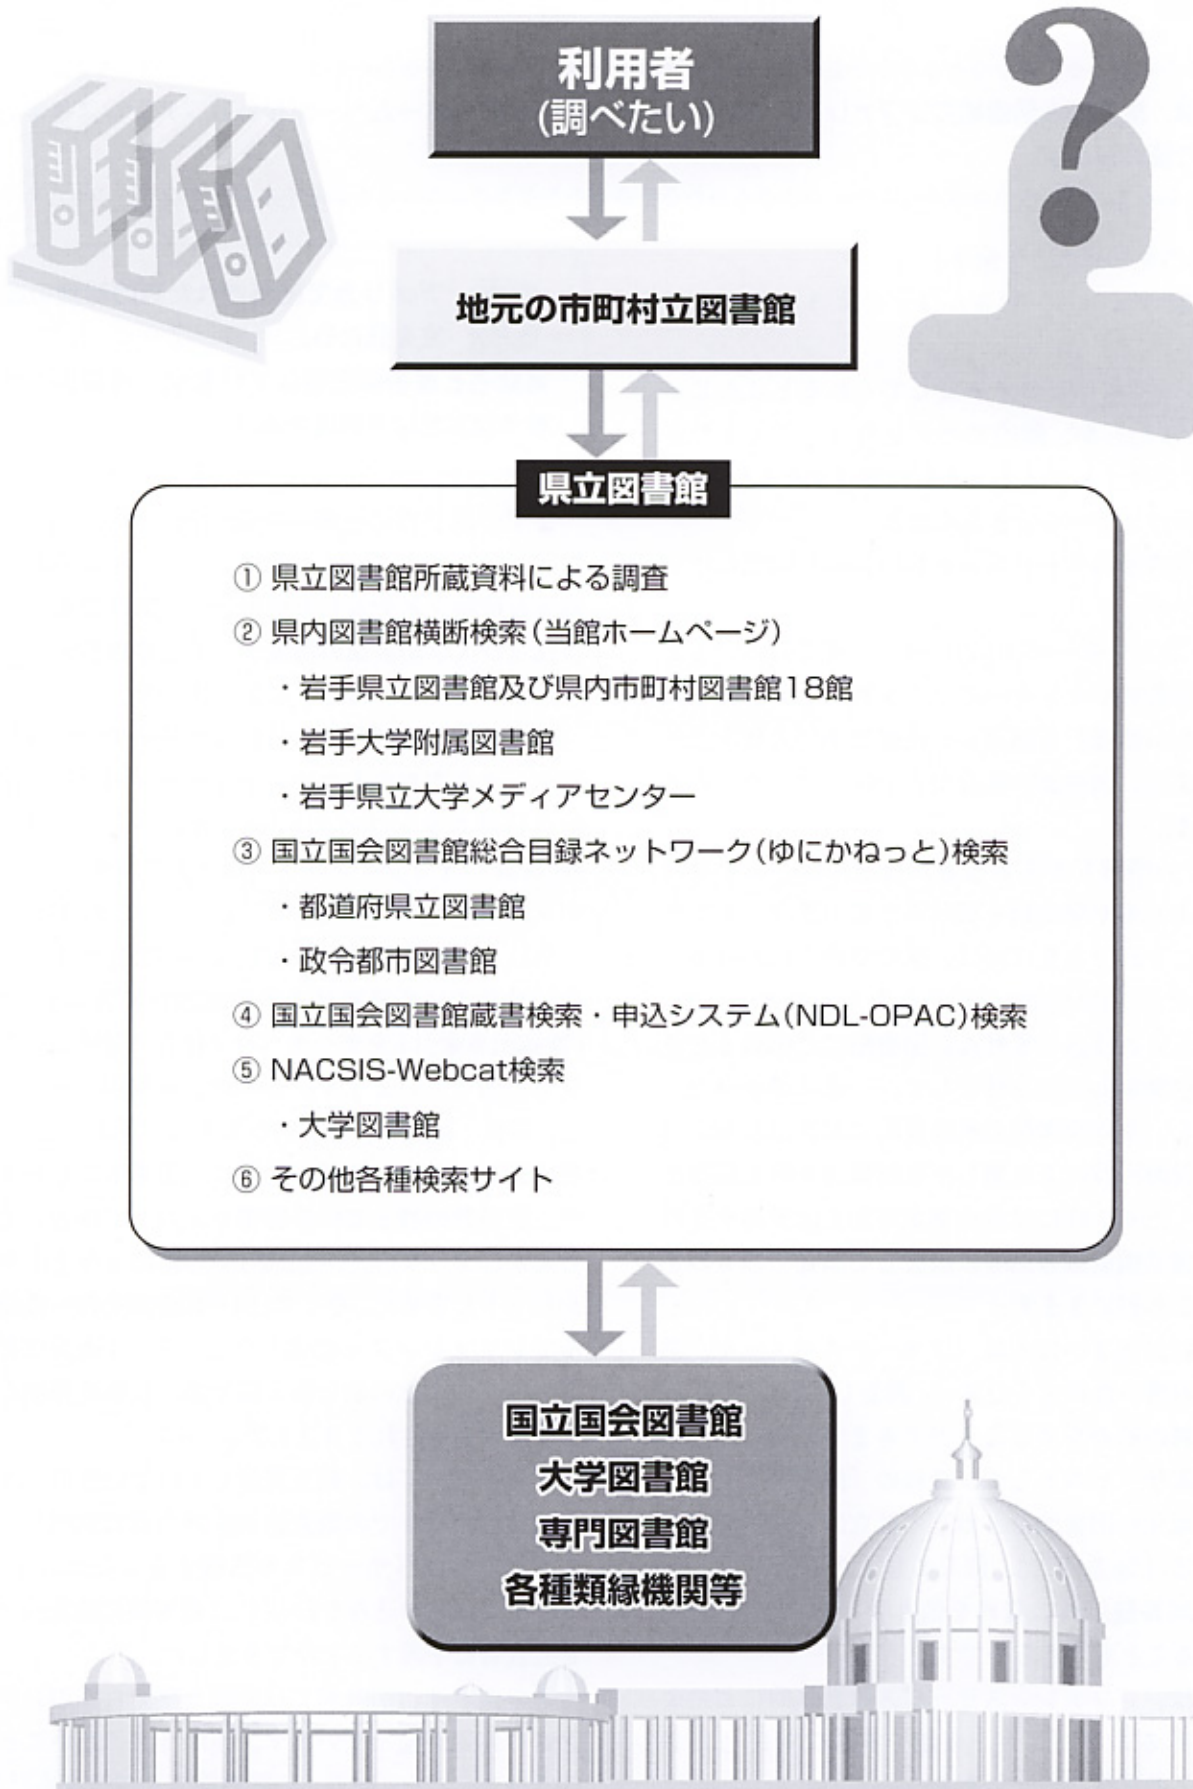 利用者
(調べたい)
地元の市町村立図書館
県立図書館
① 県立図書館所蔵資料による調査
② 県内図書館横断検索(当館ホームページ)
・岩手県立図書館及び県内市町村図書館18館
・岩手大学附属図書館
・岩手県立大学メディアセンター
③ 国立国会図書館総合目録ネットワーク(ゆにかねっと)検索
・都道府県立図書館
・政令都市図書館
④ 国立国会図書館蔵書検索・申込システム(NDL-OPAC)検索
⑤ NACSIS-Webcat検索
・大学図書館
⑥ その他各種検索サイト
国立国会図書館
大学図書館
専門図書館
各種類縁機関等